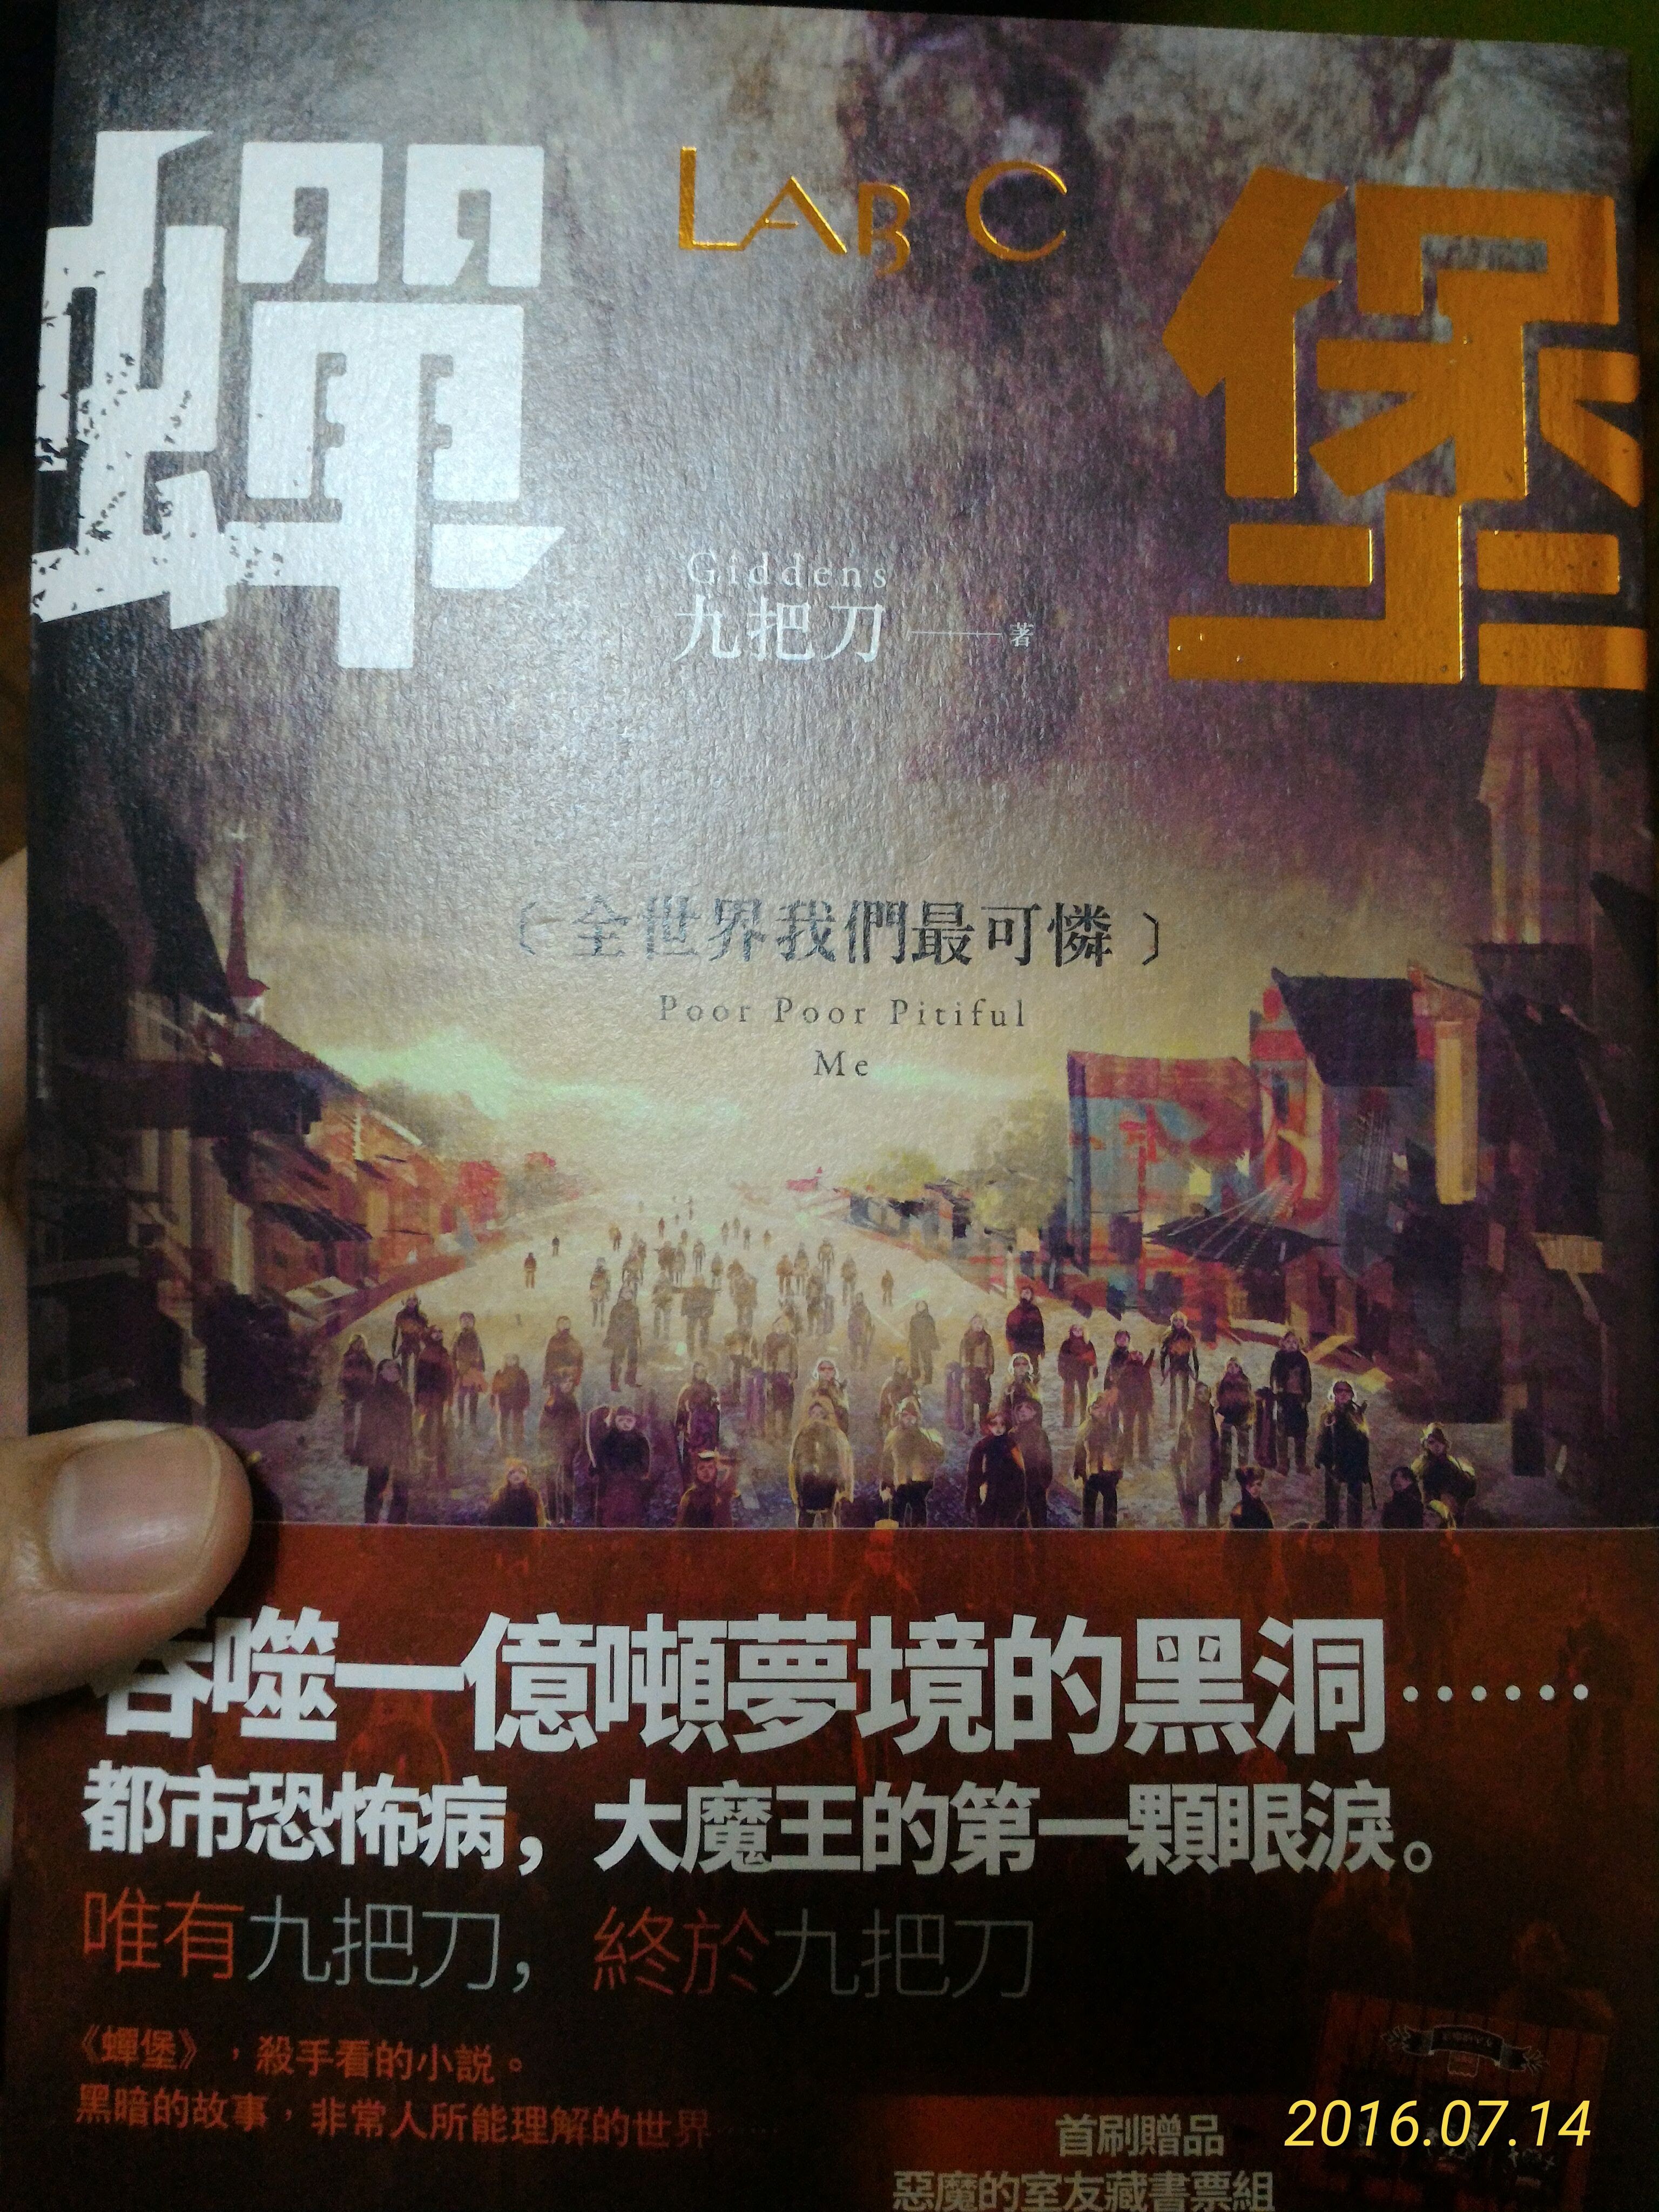 蟬堡
LAB C
Giddens
九把刀——著
〔全世界我們最可憐〕
Poor Poor Pitiful
Me
吞噬一億噸夢境的黑洞⋯⋯
都市恐怖病，大魔王的第一顆眼淚。
唯有九把刀，終於九把刀
《蟬堡》，殺手看的小說。
黑暗的故事，非常人所能理解的世界⋯⋯
首刷贈品
惡魔的室友藏書票組
2016.07.14